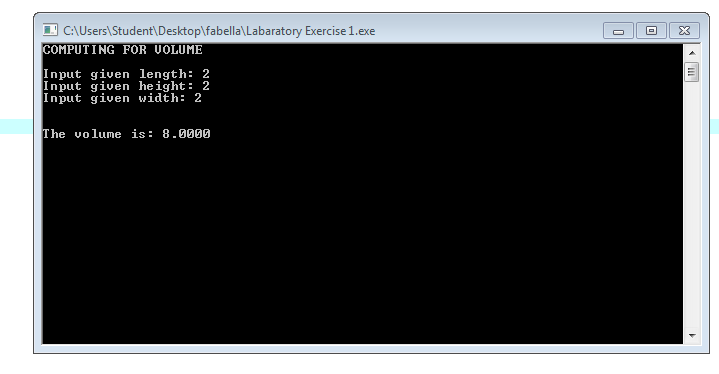 C:\Users\Student\Desktop\fabella\Labaratory Exercise 1.exe
COMPUTING FOR VOLUME
Input given length: 2
Input given height: 2
Input given width: 2
The volume is: 8.0000